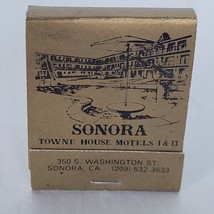 SONORA
TOWNE HOUSE MOTELS I & II
350 S. WASHINGTON ST.
SONORA, CA. (209) 532-3633